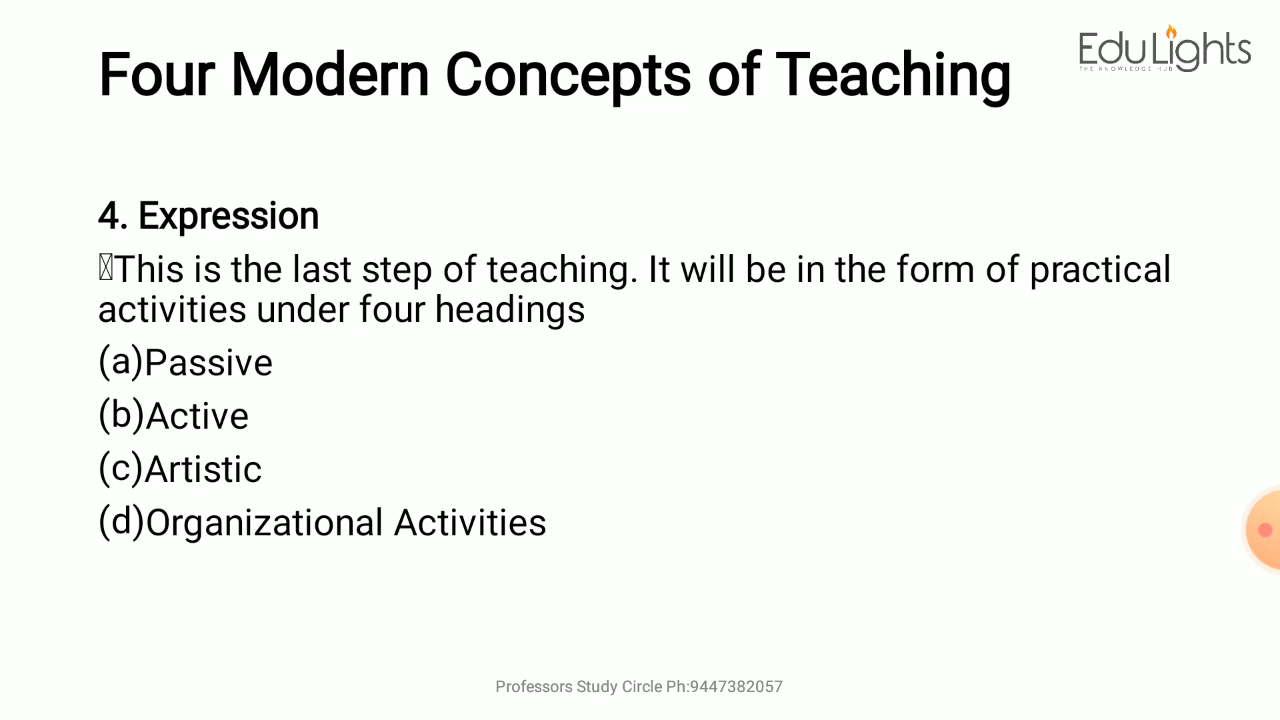 Four Modern Concepts of Teaching
EduLights
THE KNOWLEDGE HUB
4. Expression
This is the last step of teaching. It will be in the form of practical
activities under four headings
(a)Passive
(b)Active
(c)Artistic
(d)Organizational Activities
Professors Study Circle Ph:9447382057